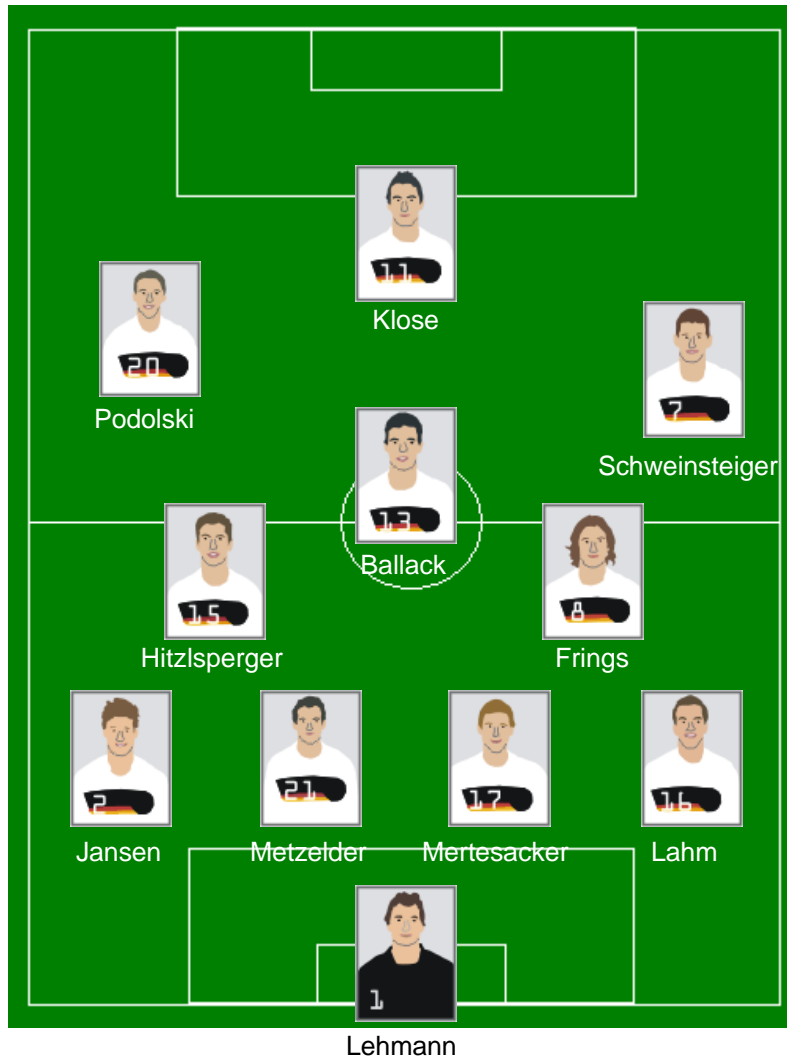 11
Klose
20
Podolski
7
Schweinsteiger
13
Ballack
15
Hitzlsperger
8
Frings
2
Jansen
21
Metzelder
17
Mertesacker
16
Lahm
1
Lehmann